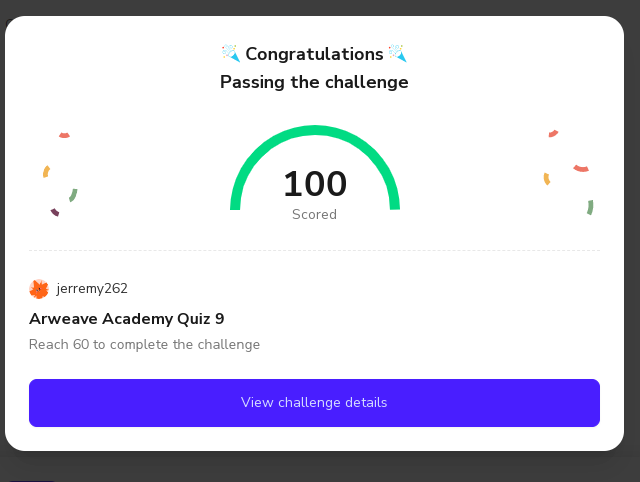 Congratulations
Passing the challenge
100
Scored
jerremy262
Arweave Academy Quiz 9
Reach 60 to complete the challenge
View challenge details